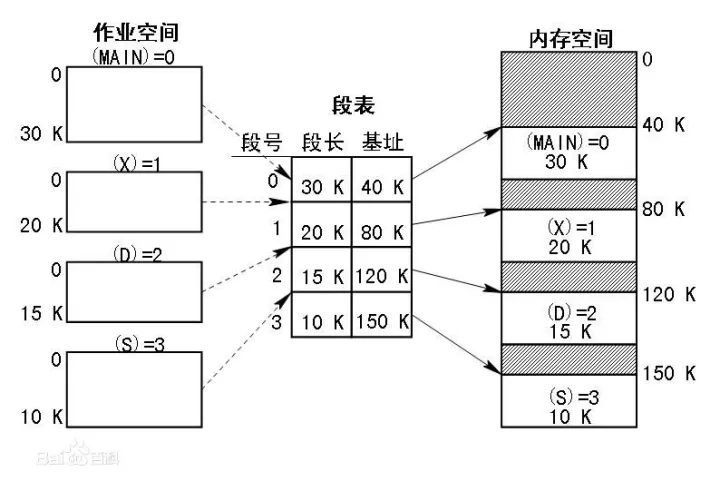 作业空间
(MAIN)=0
0
30 K
(X)=1
0
20 K
(D)=2
0
15 K
(S)=3
0
10 K
段表
段号 段长 基址
0 30 K 40 K
1 20 K 80 K
2 15 K 120 K
3 10 K 150 K
内存空间
0
40 K
(MAIN)=0
30 K
80 K
(X)=1
20 K
120 K
(D)=2
15 K
150 K
(S)=3
10 K
Bai百科